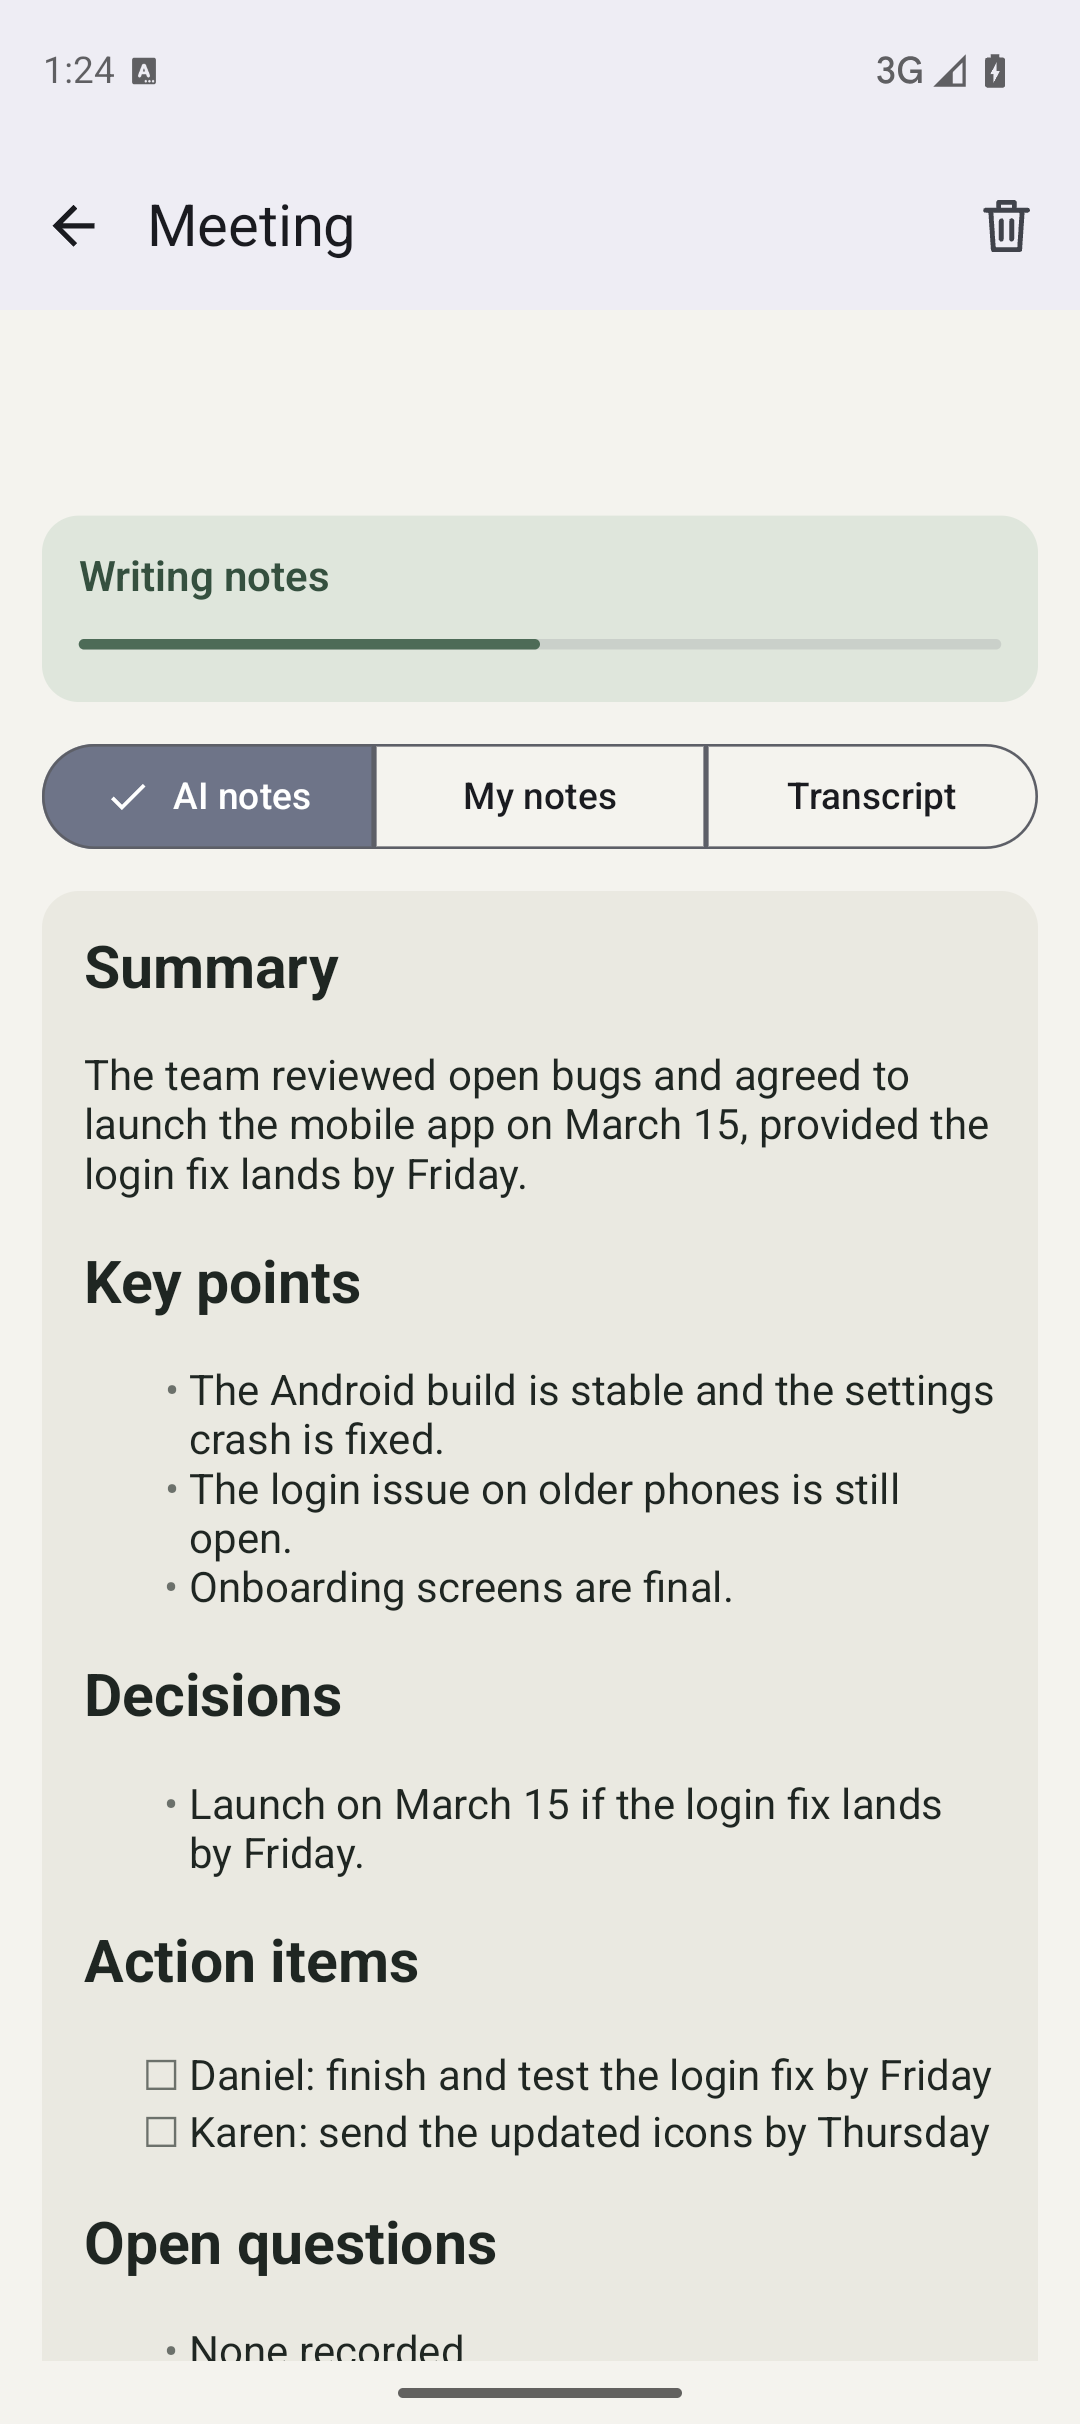 1:24
3G
Meeting
Writing notes
AI notes
My notes
Transcript
Summary
The team reviewed open bugs and agreed to
launch the mobile app on March 15, provided the
login fix lands by Friday.
Key points
• The Android build is stable and the settings
crash is fixed.
• The login issue on older phones is still
open.
• Onboarding screens are final.
Decisions
• Launch on March 15 if the login fix lands
by Friday.
Action items
☐ Daniel: finish and test the login fix by Friday
☐ Karen: send the updated icons by Thursday
Open questions
• None recorded